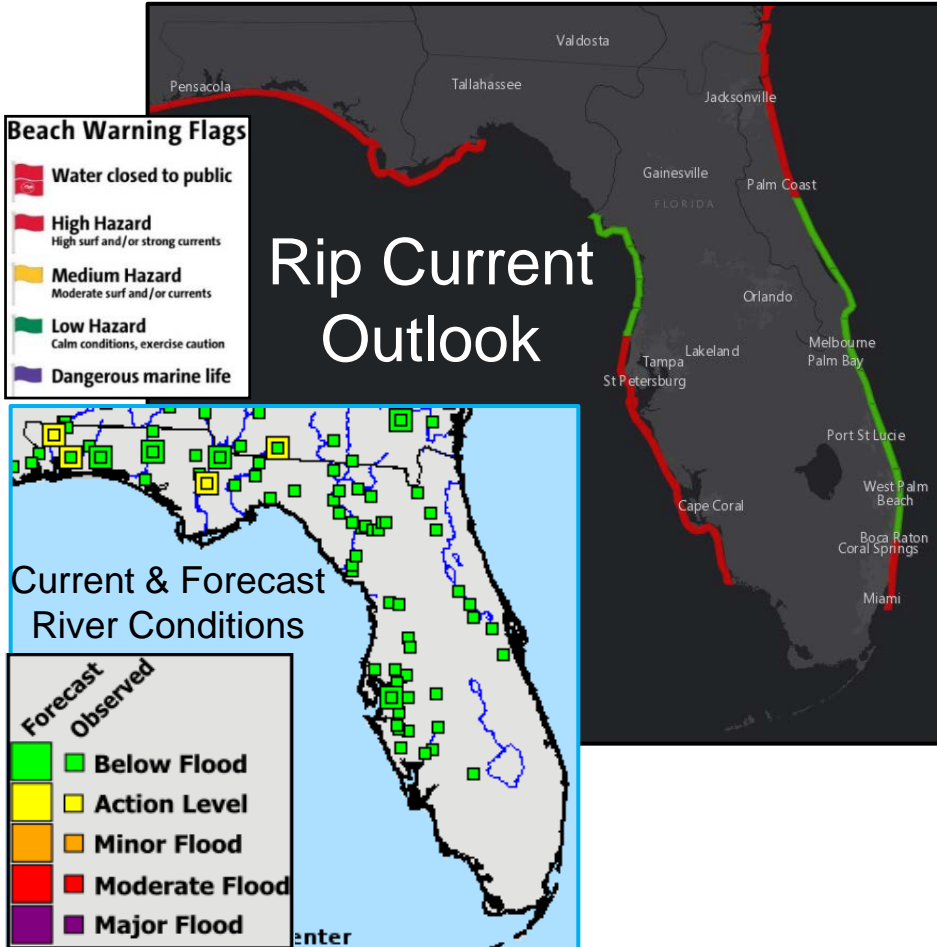 Valdosta
Pensacola
Tallahassee
Jacksonville
Gainesville
Palm Coast
FLORIDA
Orlando
Melbourne
Lakeland
Palm Bay
Tampa
St Petersburg
Port St Lucie
West Palm
Beach
Cape Coral
Boca Raton
Coral Springs
Miami
Rip Current
Outlook
Beach Warning Flags
Water closed to public
High Hazard
High surf and/or strong currents
Medium Hazard
Moderate surf and/or currents
Low Hazard
Calm conditions, exercise caution
Dangerous marine life
Current & Forecast
River Conditions
Forecast
Observed
Below Flood
Action Level
Minor Flood
Moderate Flood
Major Flood
enter